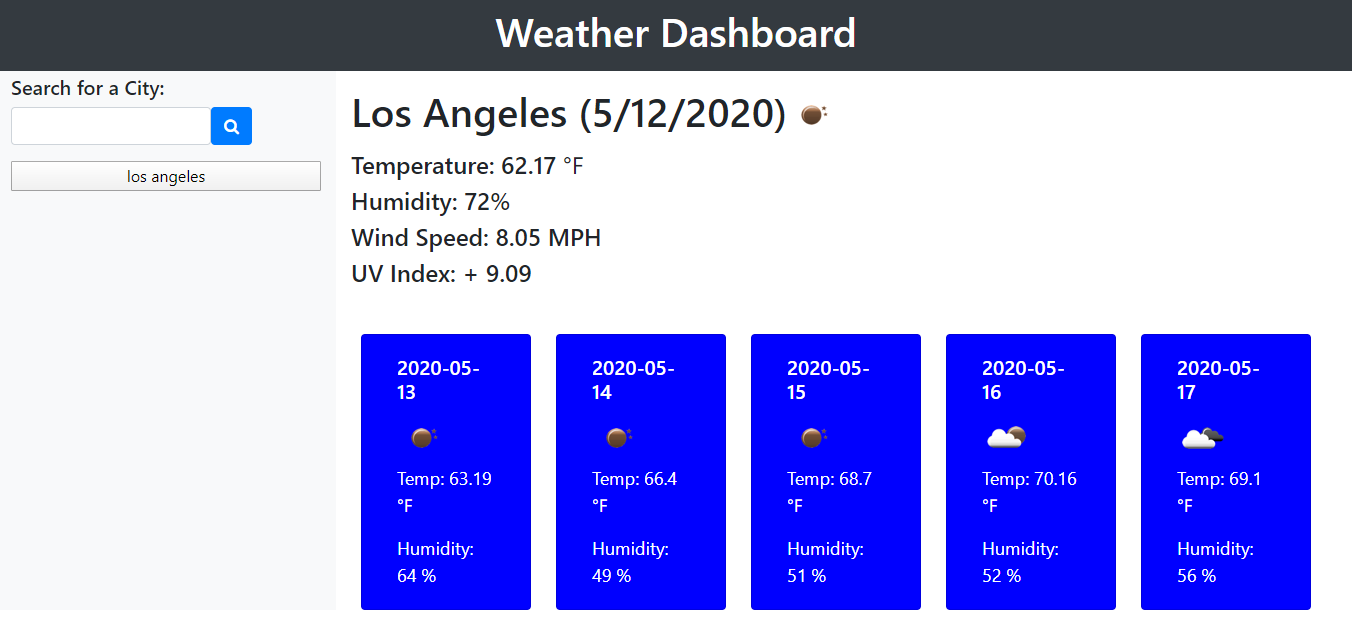 Weather Dashboard
Search for a City:
los angeles
Los Angeles (5/12/2020)
Temperature: 62.17 °F
Humidity: 72%
Wind Speed: 8.05 MPH
UV Index: + 9.09
2020-05-
13
Temp: 63.19
°F
Humidity:
64 %
2020-05-
14
Temp: 66.4
°F
Humidity:
49 %
2020-05-
15
Temp: 68.7
°F
Humidity:
51 %
2020-05-
16
Temp: 70.16
°F
Humidity:
52 %
2020-05-
17
Temp: 69.1
°F
Humidity:
56 %